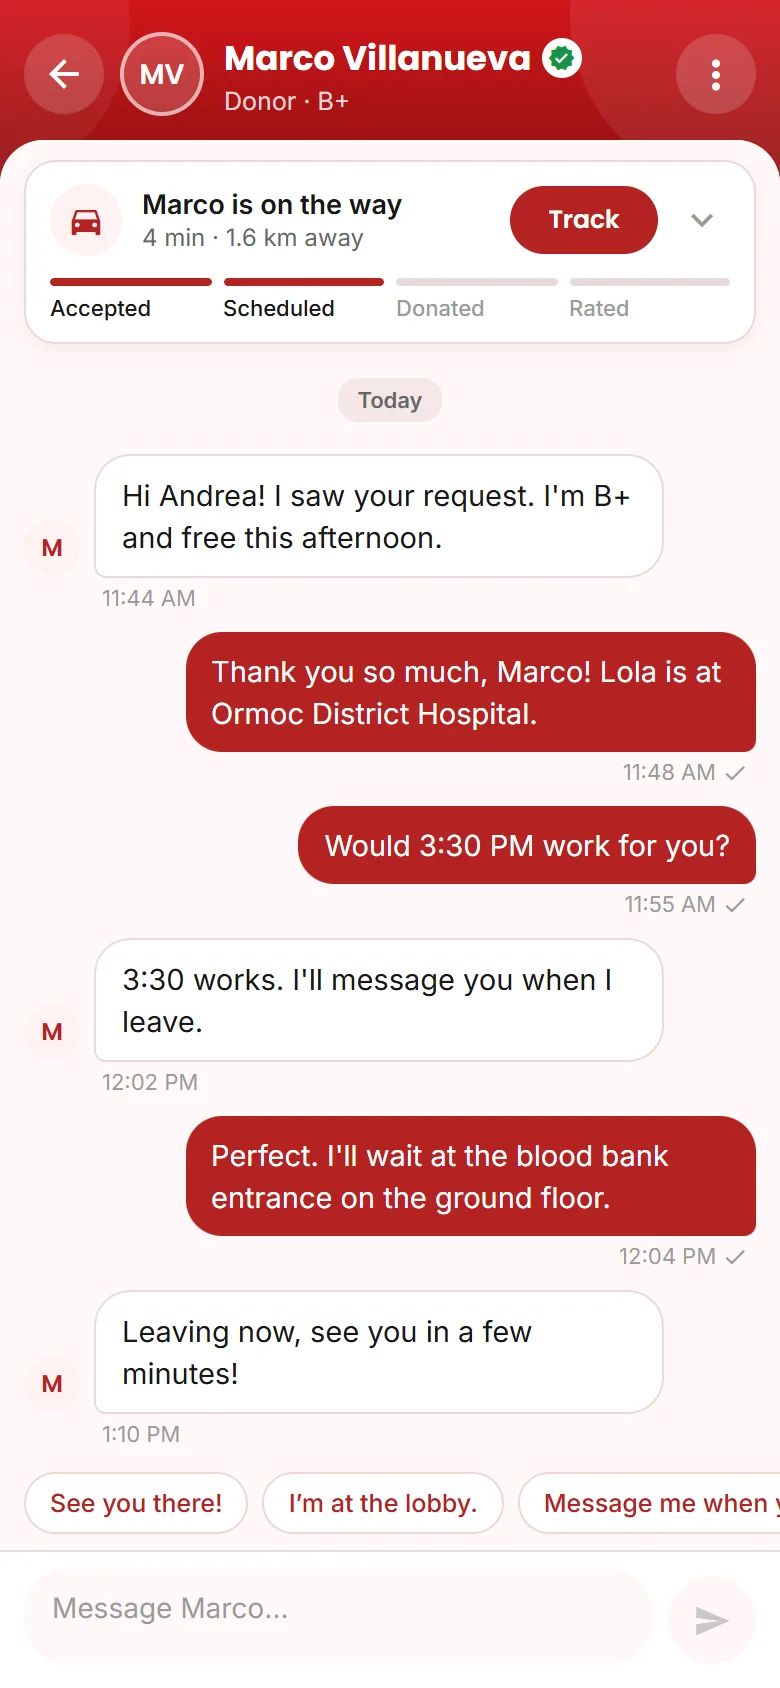 MV
Marco Villanueva
Donor · B+
Marco is on the way
4 min · 1.6 km away
Track
Accepted
Scheduled
Donated
Rated
Today
Hi Andrea! I saw your request. I'm B+
and free this afternoon.
M
11:44 AM
Thank you so much, Marco! Lola is at
Ormoc District Hospital.
11:48 AM
Would 3:30 PM work for you?
11:55 AM
3:30 works. I'll message you when I
leave.
M
12:02 PM
Perfect. I'll wait at the blood bank
entrance on the ground floor.
12:04 PM
Leaving now, see you in a few
minutes!
M
1:10 PM
See you there!
I’m at the lobby.
Message me when
Message Marco...